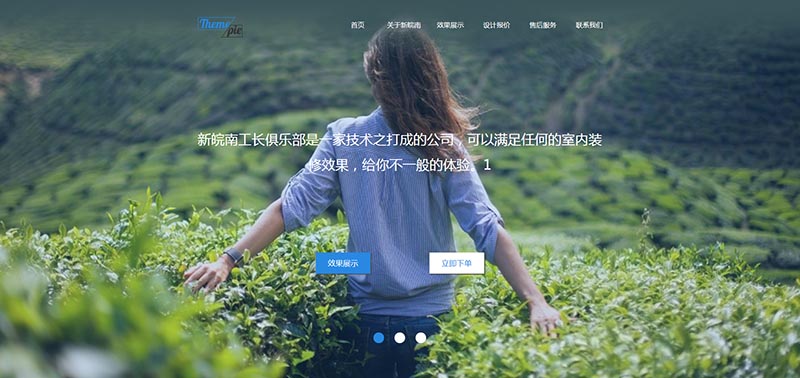 Theme
pie
首页 关于新皖南 效果展示 设计报价 售后服务 联系我们
新皖南工长俱乐部是一家技术之打成的公司，可以满足任何的室内装
修效果，给你不一般的体验。1
效果展示 立即下单